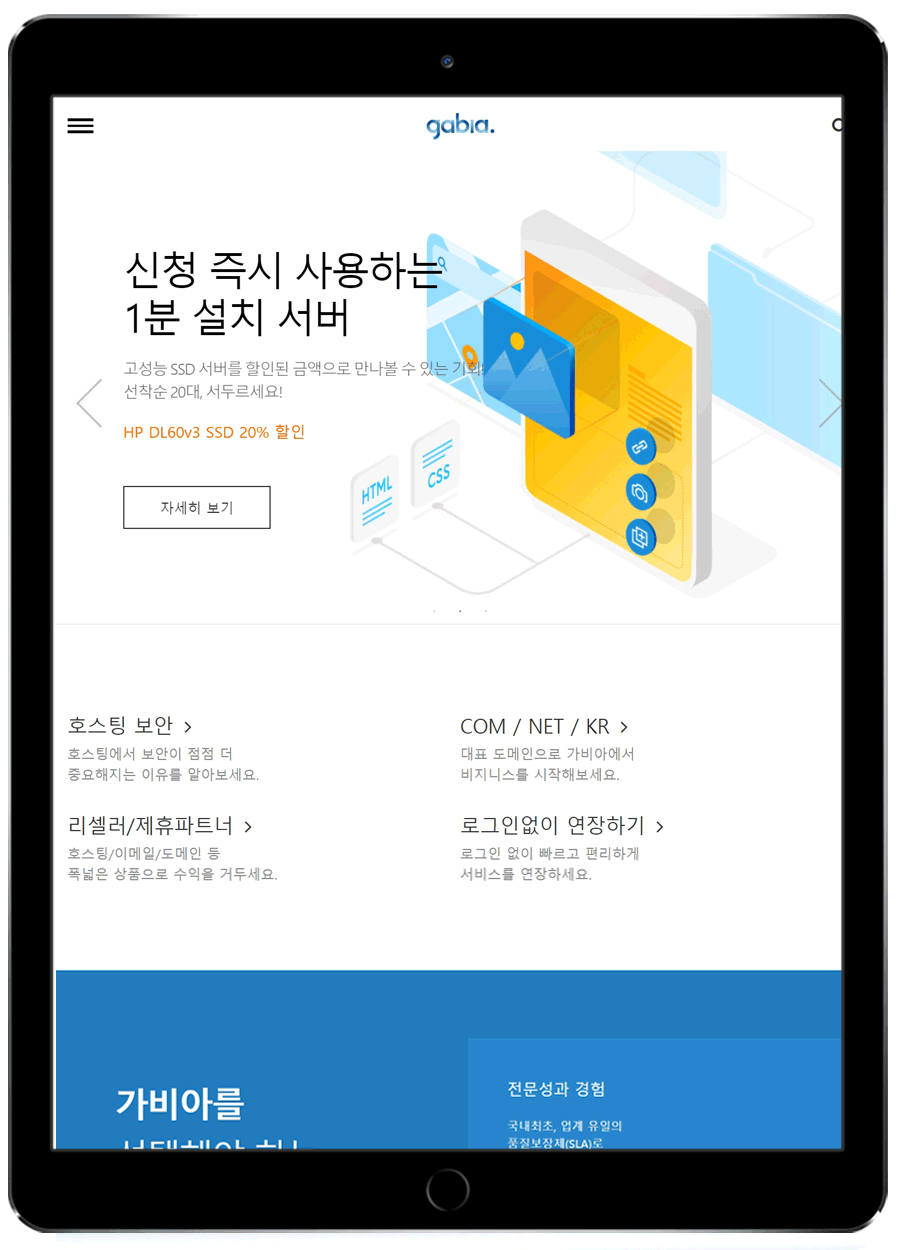 gabia.
신청 즉시 사용하는
1분 설치 서버
고성능 SSD 서버를 할인된 금액으로 만나볼 수 있는 기회!
선착순 20대, 서두르세요!
HP DL60v3 SSD 20% 할인
자세히 보기
HTML
CSS
호스팅 보안 >
호스팅에서 보안이 점점 더
중요해지는 이유를 알아보세요.
COM / NET / KR >
대표 도메인으로 가비아에서
비지니스를 시작해보세요.
리셀러/제휴파트너 >
호스팅/이메일/도메인 등
폭넓은 상품으로 수익을 거두세요.
로그인없이 연장하기 >
로그인 없이 빠르고 편리하게
서비스를 연장하세요.
가비아를
전문성과 경험
국내최초, 업계 유일의
품질보장제(SLA)로